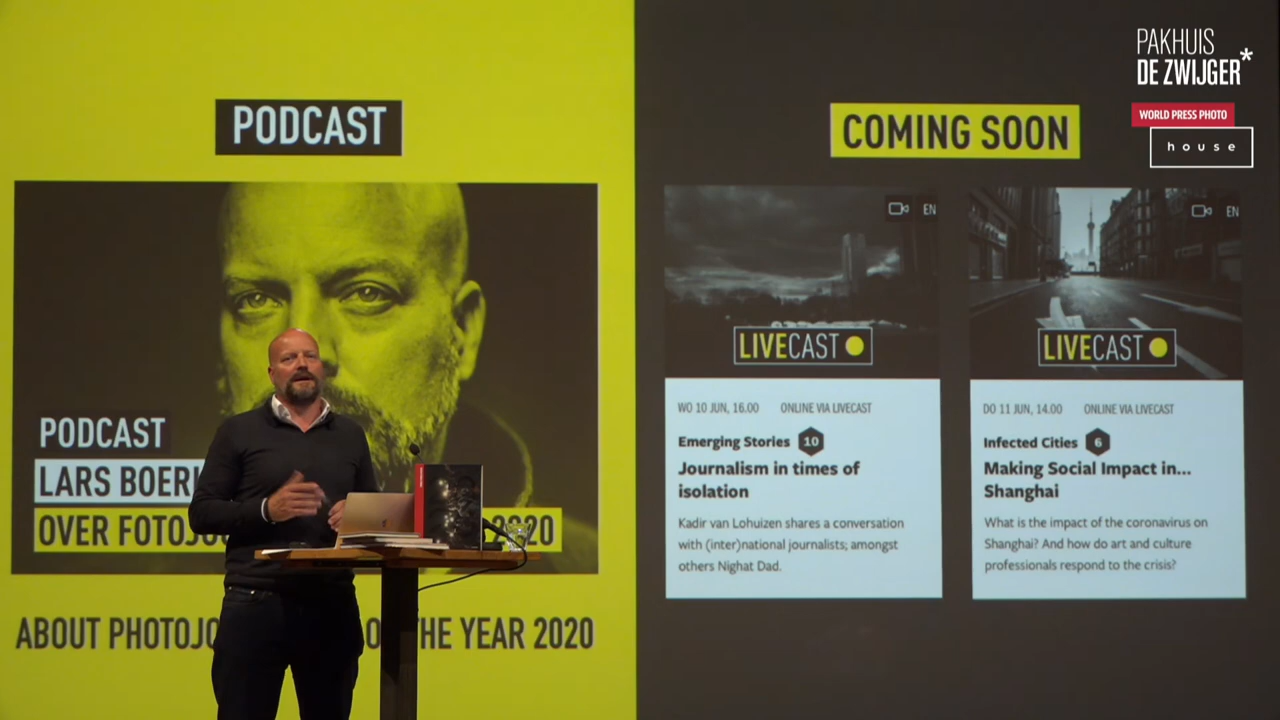 PAKHUIS
DE ZWIJGER*
WORLD PRESS PHOTO
house
PODCAST
PODCAST
LARS BOERI
OVER FOTOJO 2020
ABOUT PHOTOJO THE YEAR 2020
COMING SOON
EN
LIVECAST
WO 10 JUN, 16.00 ONLINE VIA LIVECAST
Emerging Stories 10
Journalism in times of
isolation
Kadir van Lohuizen shares a conversation
with (inter)national journalists; amongst
others Nighat Dad.
EN
LIVECAST
DO 11 JUN, 14.00 ONLINE VIA LIVECAST
Infected Cities 6
Making Social Impact in...
Shanghai
What is the impact of the coronavirus on
Shanghai? And how do art and culture
professionals respond to the crisis?